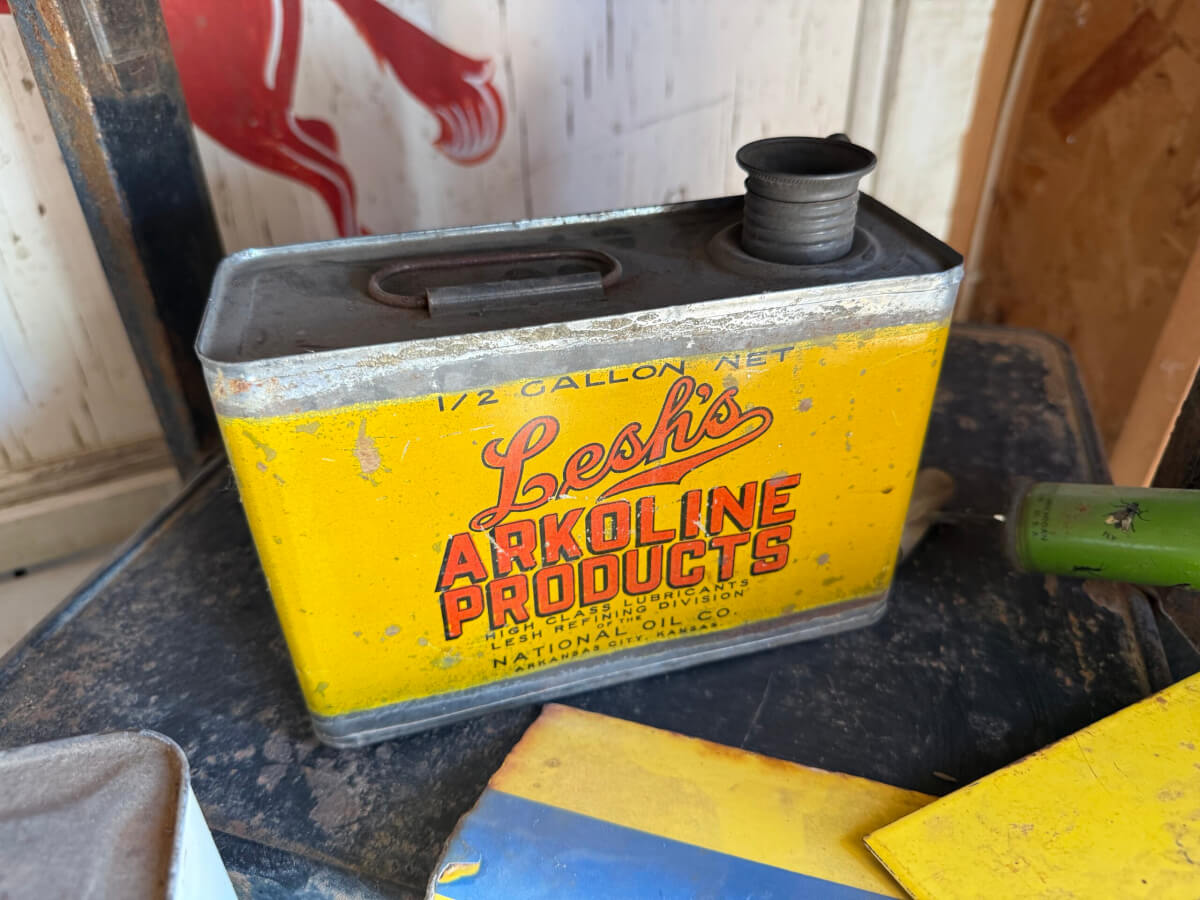 1/2 GALLON NET
Lesh's
ARKOLINE
PRODUCTS
HIGH CLASS LUBRICANTS
LESH REFINING DIVISION
OF THE
NATIONAL OIL CO.
ARKANSAS CITY, KANSAS.